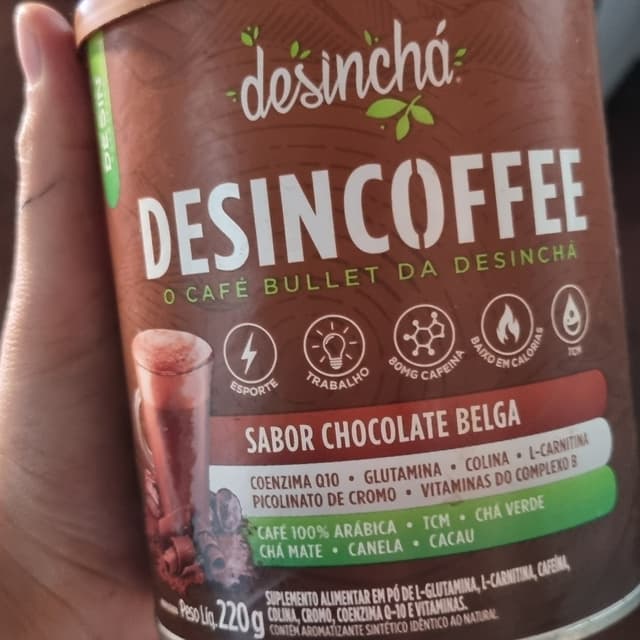 desinchá
DESIN
DESINCOFFEE
O CAFÉ BULLET DA DESINCHÁ
ESPORTE
TRABALHO
80MG CAFEÍNA
BAIXO EM CALORIAS
TCM
SABOR CHOCOLATE BELGA
COENZIMA Q10 • GLUTAMINA • COLINA • L-CARNITINA
PICOLINATO DE CROMO • VITAMINAS DO COMPLEXO B
CAFÉ 100% ARÁBICA • TCM • CHÁ VERDE
CHÁ MATE • CANELA • CACAU
Peso Líq. 220g
SUPLEMENTO ALIMENTAR EM PÓ DE L-GLUTAMINA, L-CARNITINA, CAFEÍNA,
COLINA, CROMO, COENZIMA Q-10 E VITAMINAS.
CONTÉM AROMATIZANTE SINTÉTICO IDÊNTICO AO NATURAL